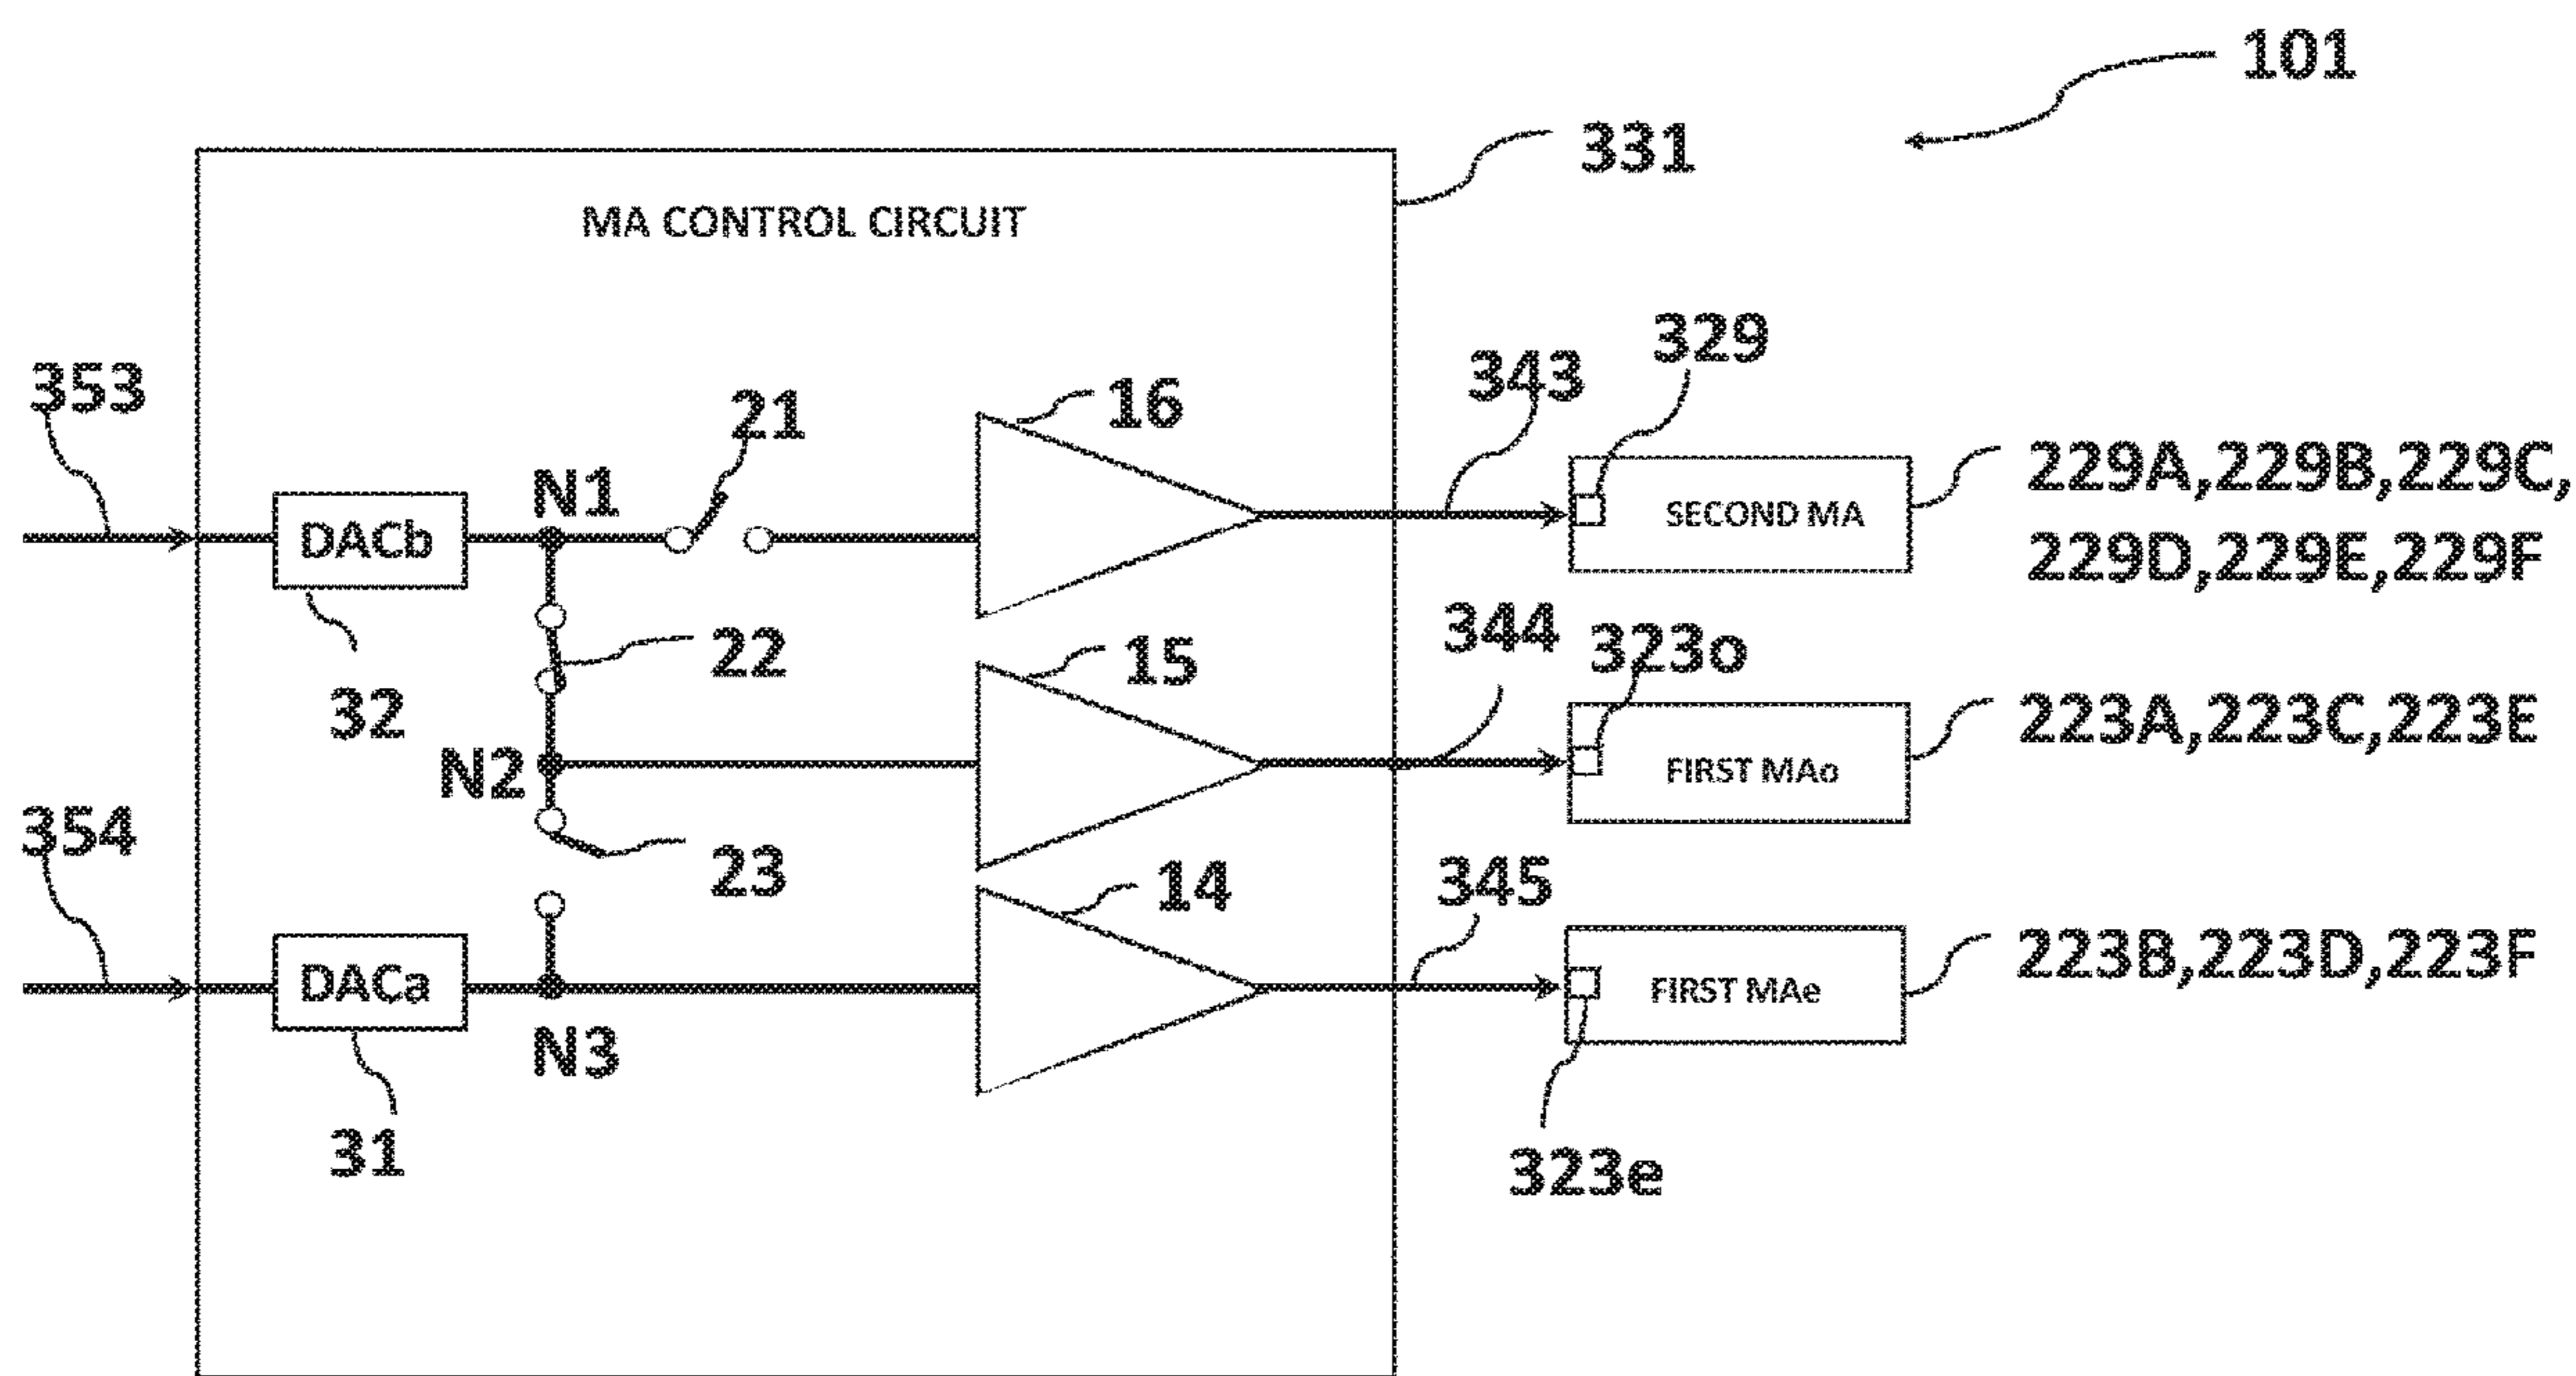 101
331
MA CONTROL CIRCUIT
329
343
353
16
21
229A,229B,229C,
N1
SECOND MA
DACb
229D,229E,229F
344
323o
22
15
32
223A,223C,223E
N2
FIRST MAo
354
23
14
345
223B,223D,223F
DACa
FIRST MAe
N3
31
323e